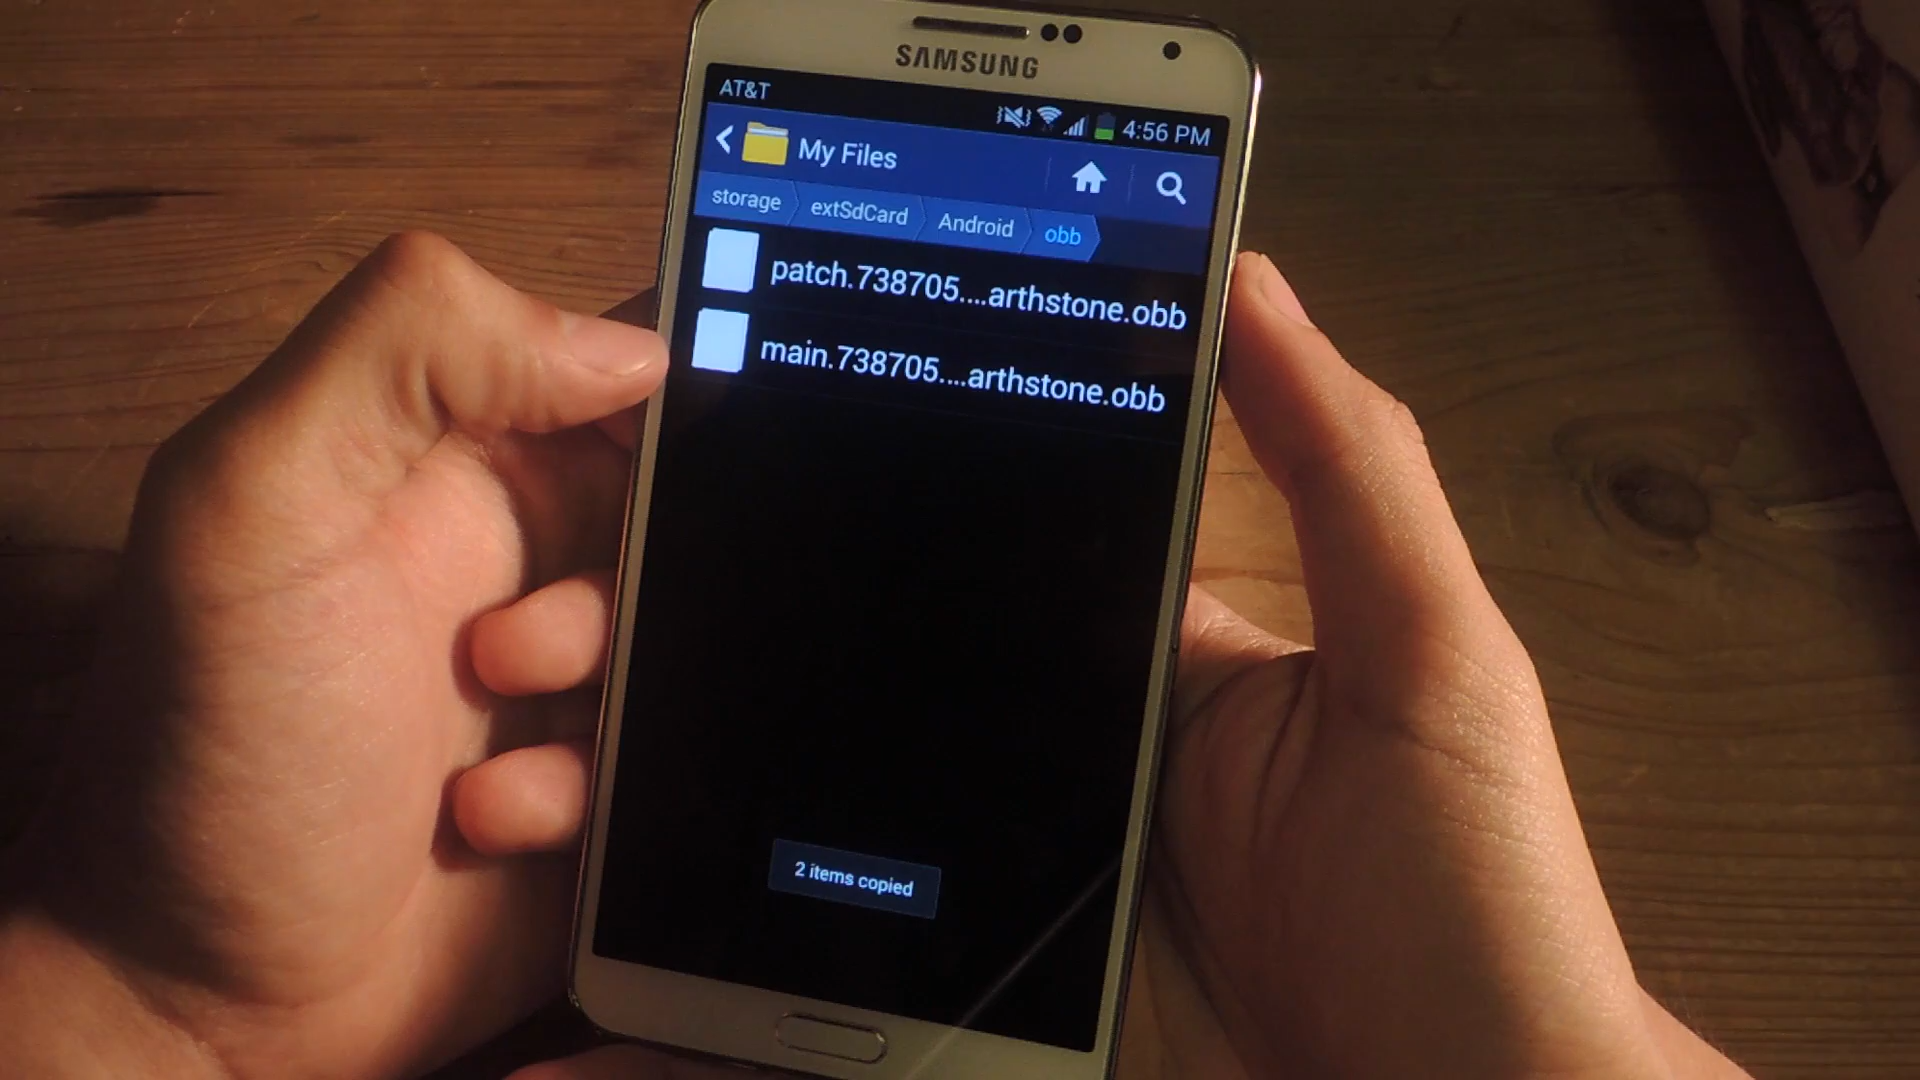 SAMSUNG
AT&T
4:56 PM
My Files
storage
extSdCard
Android
obb
patch.738705....arthstone.obb
main.738705....arthstone.obb
2 items copied